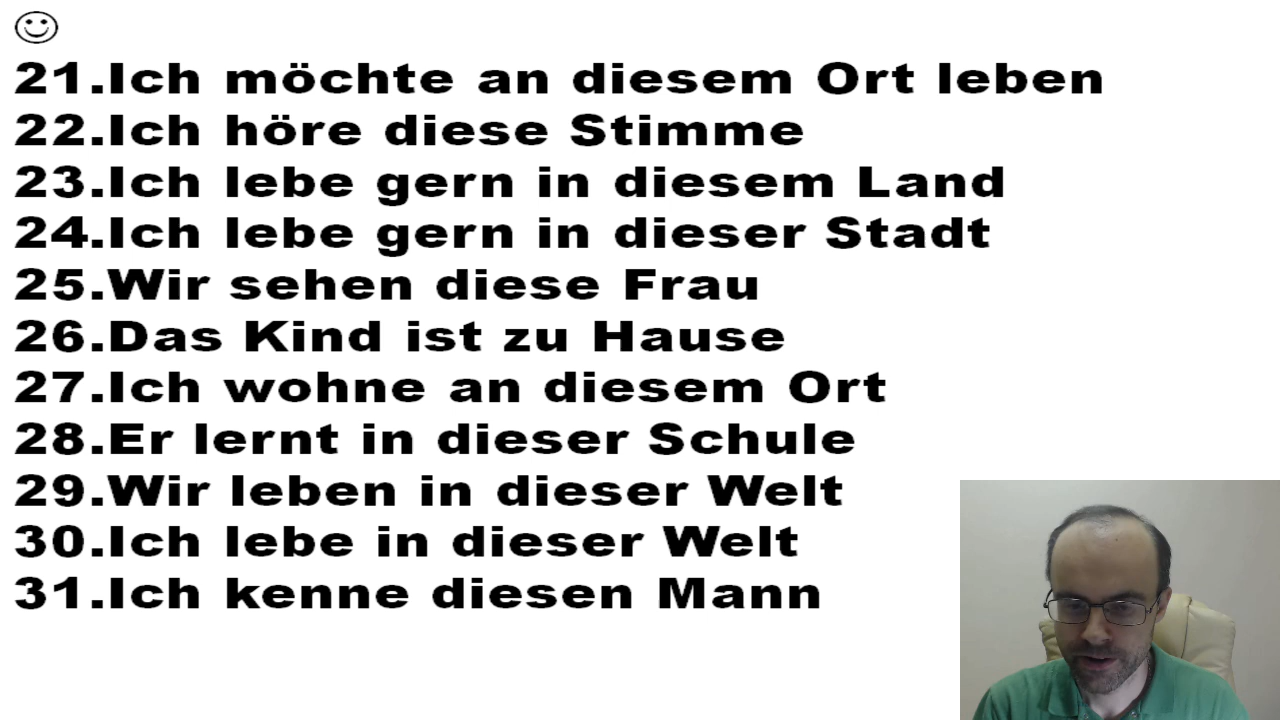 21.Ich möchte an diesem Ort leben
22.Ich höre diese Stimme
23.Ich lebe gern in diesem Land
24.Ich lebe gern in dieser Stadt
25.Wir sehen diese Frau
26.Das Kind ist zu Hause
27.Ich wohne an diesem Ort
28.Er lernt in dieser Schule
29.Wir leben in dieser Welt
30.Ich lebe in dieser Welt
31.Ich kenne diesen Mann